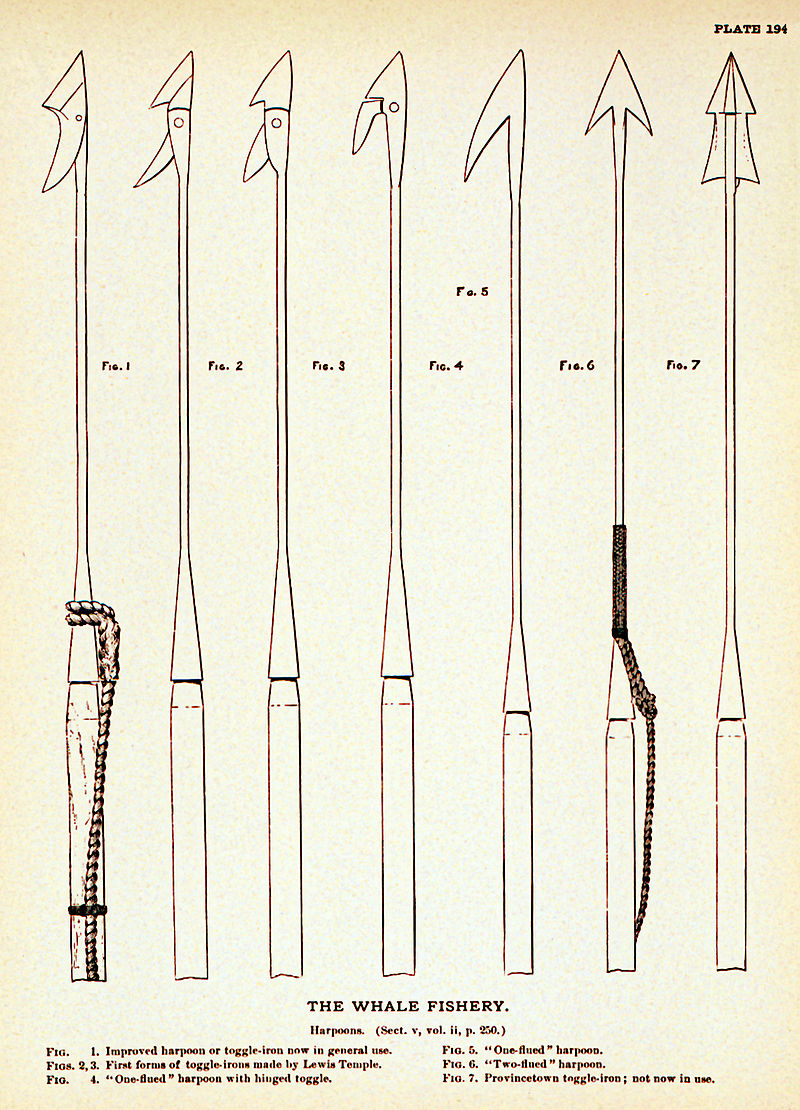 PLATE 194
FIG. 5
FIG. 1
FIG. 2
FIG. 3
FIG. 4
FIG. 6
FIG. 7
THE WHALE FISHERY.
Harpoons. (Sect. v, vol. ii, p. 250.)
FIG. 1. Improved harpoon or toggle-iron now in general use.
FIGS. 2, 3. First forms of toggle-irons made by Lewis Temple.
FIG. 4. "One-flued" harpoon with hinged toggle.
FIG. 5. "One-flued" harpoon.
FIG. 6. "Two-flued" harpoon.
FIG. 7. Provincetown toggle-iron; not now in use.